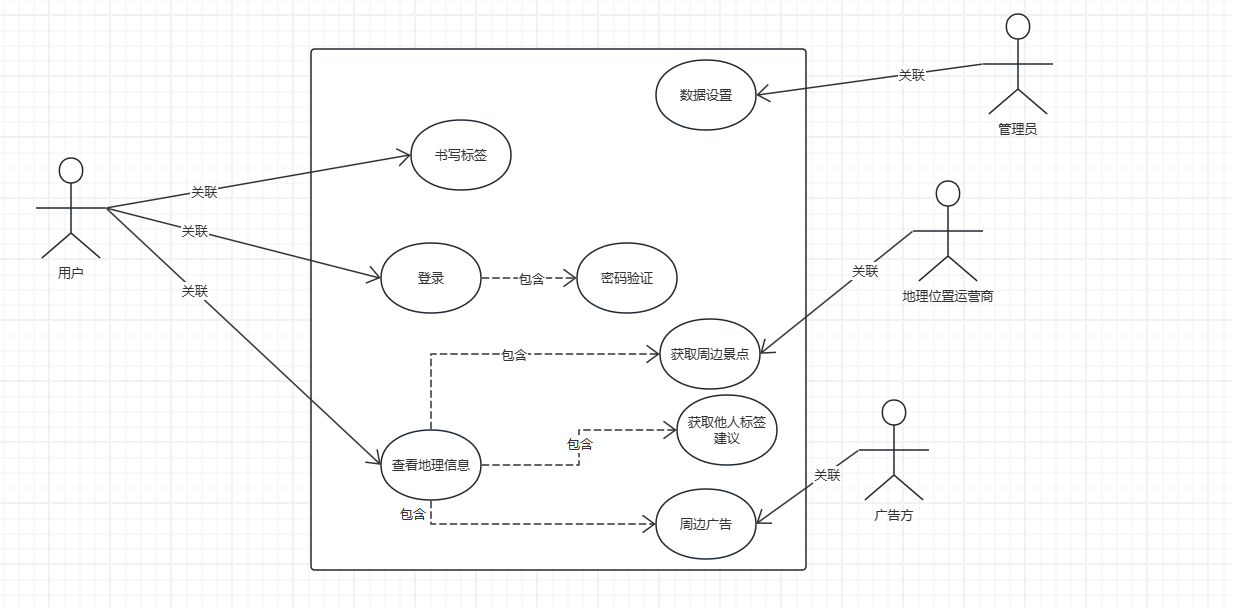 关联
管理员
数据设置
书写标签
关联
用户
关联
关联
登录
包含
密码验证
关联
地理位置运营商
包含
获取周边景点
获取他人标签
建议
包含
查看地理信息
包含
周边广告
关联
广告方